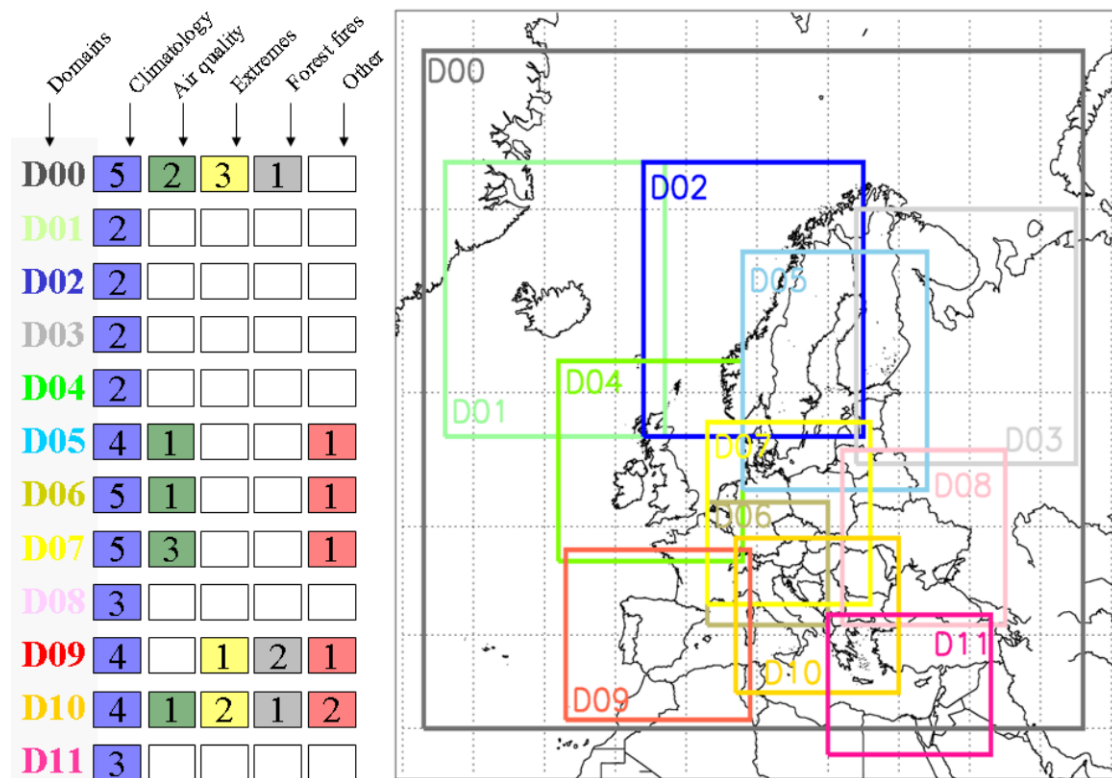 Domains Climatology Air quality Extremes Forest fires Other
D00 5 2 3 1
D01 2
D02 2
D03 2
D04 2
D05 4 1 1
D06 5 1 1
D07 5 3 1
D08 3
D09 4 1 2 1
D10 4 1 2 1 2
D11 3
D00
D02
D05
D04
D01
D07
D03
D08
D06
D11
D10
D09